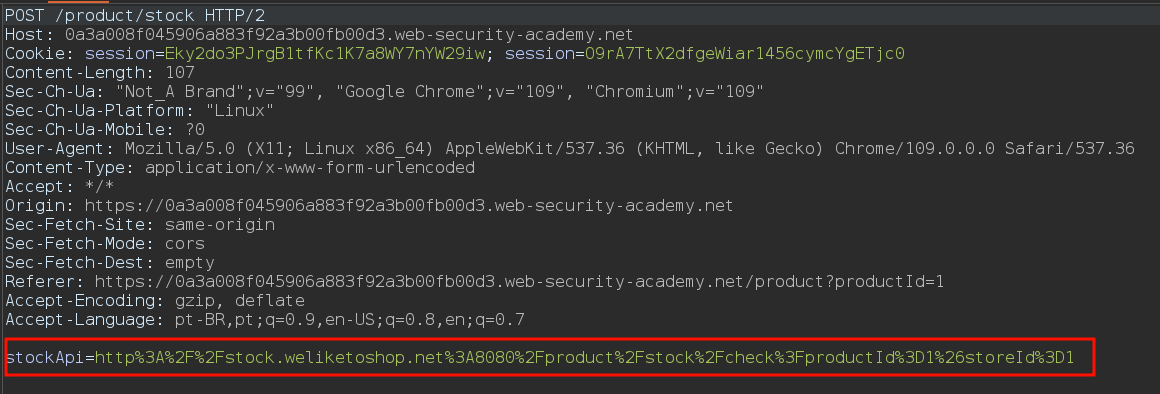 POST /product/stock HTTP/2
Host: 0a3a008f045906a883f92a3b00fb00d3.web-security-academy.net
Cookie: session=Eky2do3PJrgB1tfKc1K7a8WY7nYW29iw; session=O9rA7TtX2dfgeWiar1456cymcYgETjc0
Content-Length: 107
Sec-Ch-Ua: "Not_A Brand";v="99", "Google Chrome";v="109", "Chromium";v="109"
Sec-Ch-Ua-Platform: "Linux"
Sec-Ch-Ua-Mobile: ?0
User-Agent: Mozilla/5.0 (X11; Linux x86_64) AppleWebKit/537.36 (KHTML, like Gecko) Chrome/109.0.0.0 Safari/537.36
Content-Type: application/x-www-form-urlencoded
Accept: */*
Origin: https://0a3a008f045906a883f92a3b00fb00d3.web-security-academy.net
Sec-Fetch-Site: same-origin
Sec-Fetch-Mode: cors
Sec-Fetch-Dest: empty
Referer: https://0a3a008f045906a883f92a3b00fb00d3.web-security-academy.net/product?productId=1
Accept-Encoding: gzip, deflate
Accept-Language: pt-BR,pt;q=0.9,en-US;q=0.8,en;q=0.7
stockApi=http%3A%2F%2Fstock.weliketoshop.net%3A8080%2Fproduct%2Fstock%2Fcheck%3FproductId%3D1%26storeId%3D1